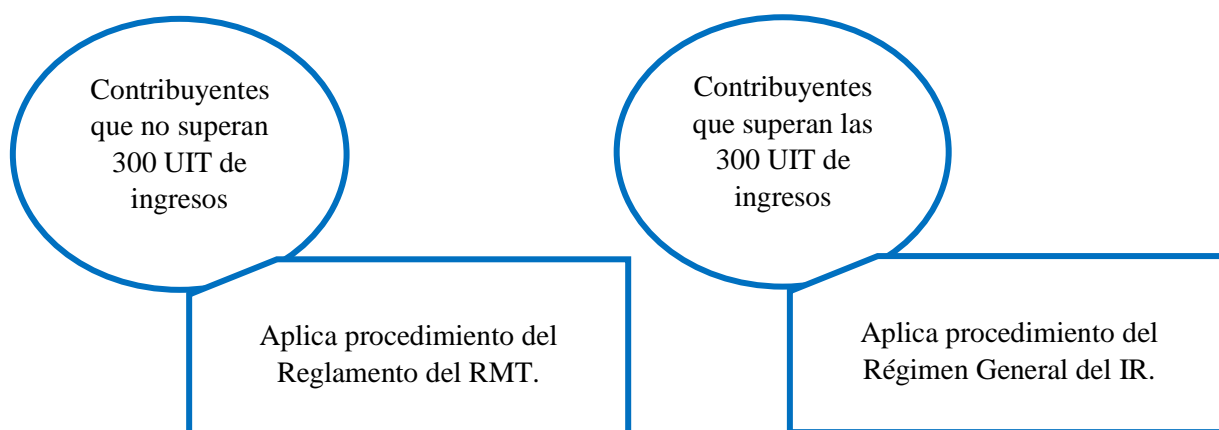 Contribuyentes
que no superan
300 UIT de
ingresos
Aplica procedimiento del
Reglamento del RMT.
Contribuyentes
que superan las
300 UIT de
ingresos
Aplica procedimiento del
Régimen General del IR.